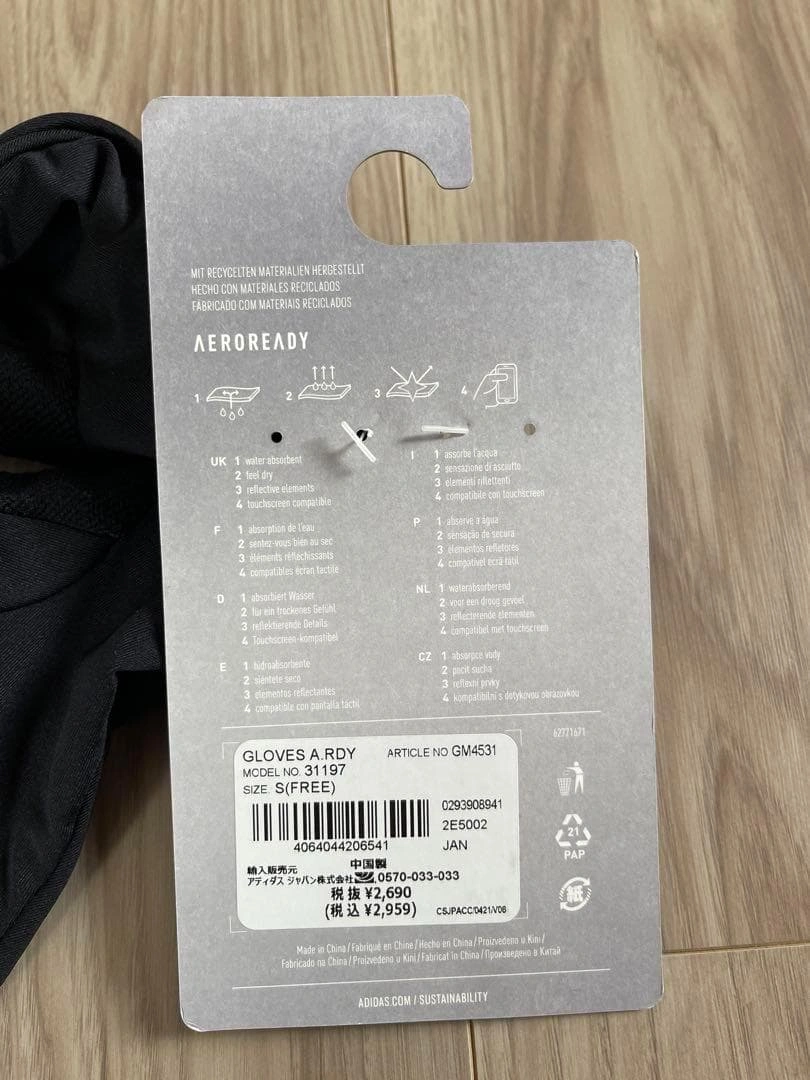 MIT RECYCELTEN MATERIALIEN HERGESTELLT
HECHO CON MATERIALES RECICLADOS
FABRICADO COM MATERIAIS RECICLADOS
AEROREADY
1 2 3 4
UK 1 water absorbent
2 feel dry
3 reflective elements
4 touchscreen compatible
F 1 absorption de l'eau
2 sentez-vous bien au sec
3 éléments réfléchissants
4 compatibles écran tactile
D 1 absorbiert Wasser
2 für ein trockenes Gefühl
3 reflektierende Details
4 Touchscreen-kompatibel
E 1 hidroabsorbente
2 siéntete seco
3 elementos reflectantes
4 compatible con pantalla táctil
I 1 assorbe l'acqua
2 sensazione di asciutto
3 elementi riflettenti
4 compatibile con touchscreen
P 1 absorve a água
2 sensação de secura
3 elementos refletores
4 compatível ecrã tátil
NL 1 waterabsorberend
2 voor een droog gevoel
3 reflecterende elementen
4 compatibel met touchscreen
CZ 1 absorpce vody
2 pocit sucha
3 reflexní prvky
4 kompatibilní s dotykovou obrazovkou
62771671
GLOVES A.RDY ARTICLE NO GM4531
MODEL NO. 31197
SIZE. S(FREE)
0293908941
2E5002
4064044206541 JAN
輸入販売元 中国製
アディダス ジャパン株式会社 0570-033-033
税 抜 ¥2,690
(税 込 ¥2,959) CSJPACC/0421/V06
21
PAP
紙
Made in China / Fabriqué en Chine / Hecho en China / Proizvedeno u Kini /
Fabricado na China / Proizvedeno u Kini / Fabricat în China / Произведено в Китай
ADIDAS.COM / SUSTAINABILITY